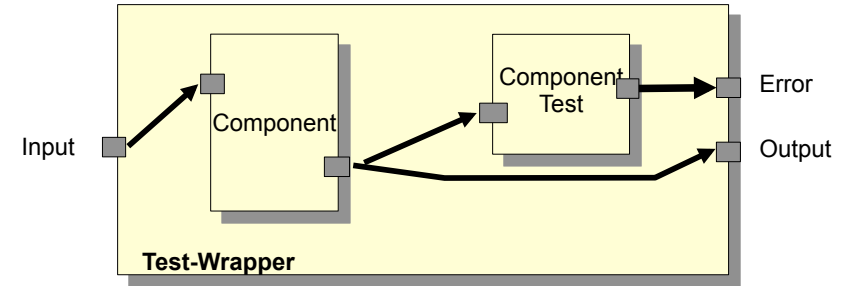 Component
Test
Error
Component
Input
Output
Test-Wrapper